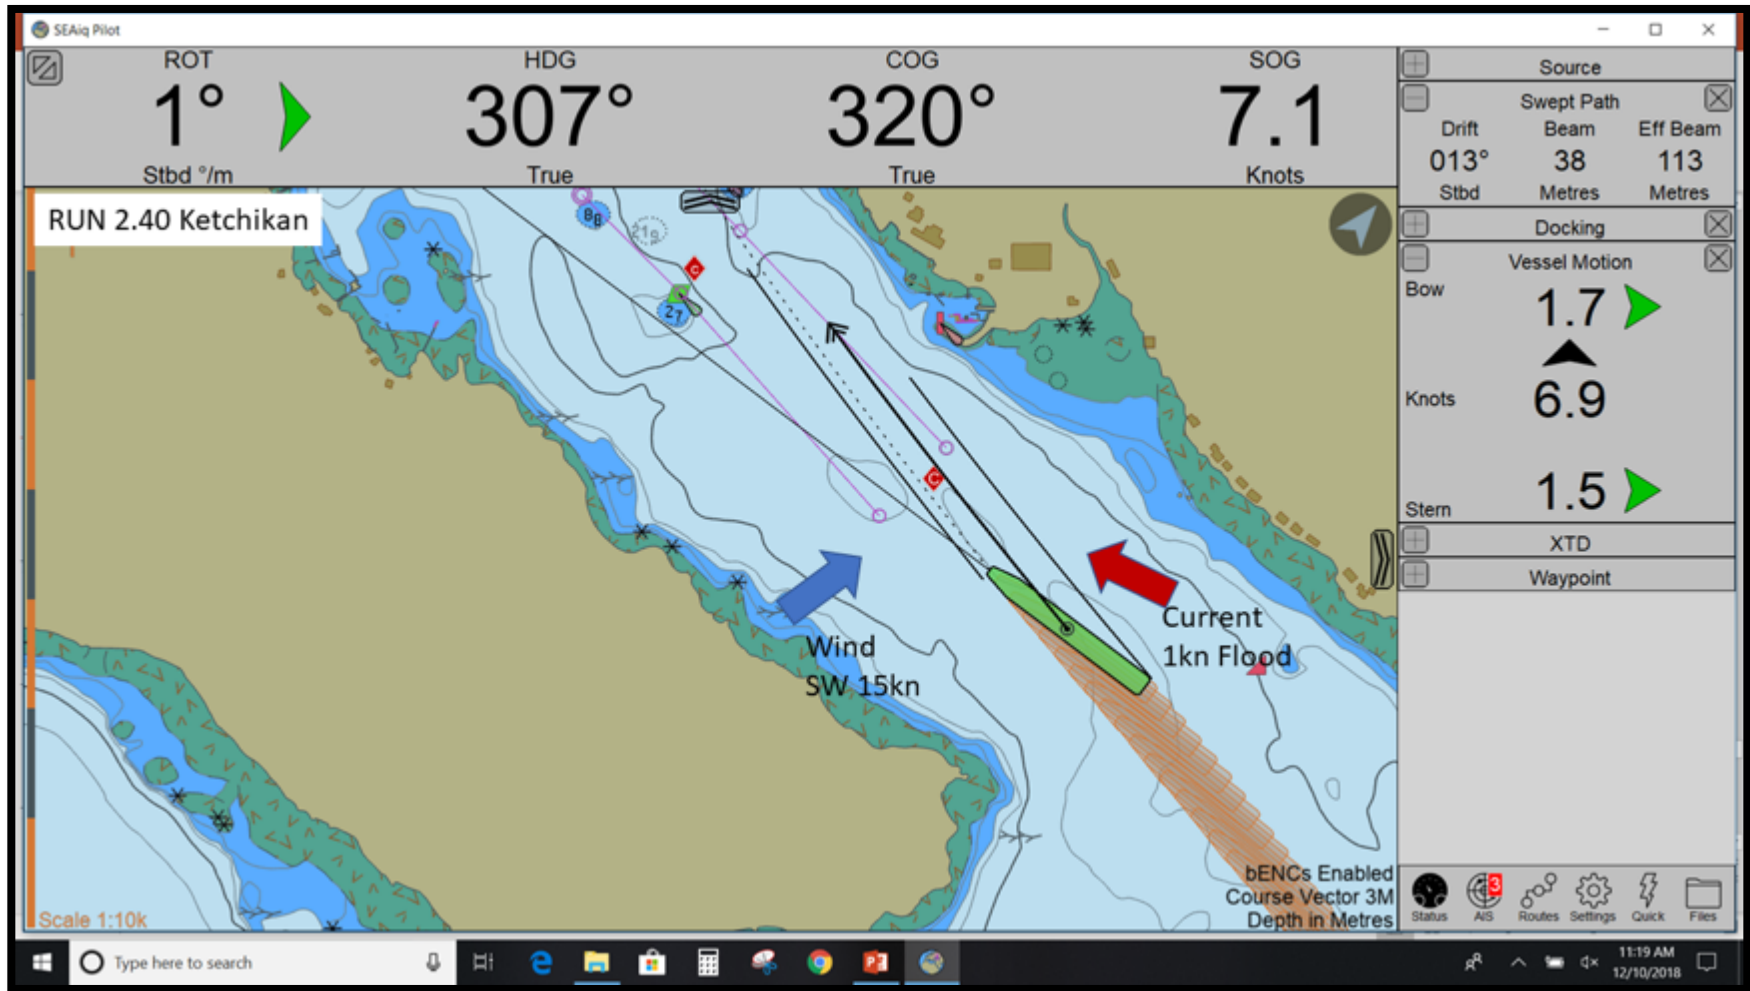 SEAiq Pilot
ROT
HDG
COG
SOG
1°
307°
320°
7.1
Stbd °/m
True
True
Knots
RUN 2.40 Ketchikan
Source
Swept Path
Drift
Beam
Eff Beam
013°
38
113
Stbd
Metres
Metres
Docking
Vessel Motion
Bow
1.7
Knots
6.9
Stern
1.5
XTD
Waypoint
C
27
C
Wind
SW 15kn
Current
1kn Flood
bENCs Enabled
Course Vector 3M
Depth in Metres
Scale 1:10k
3
Status
AIS
Routes
Settings
Quick
Files
Type here to search
11:19 AM
12/10/2018